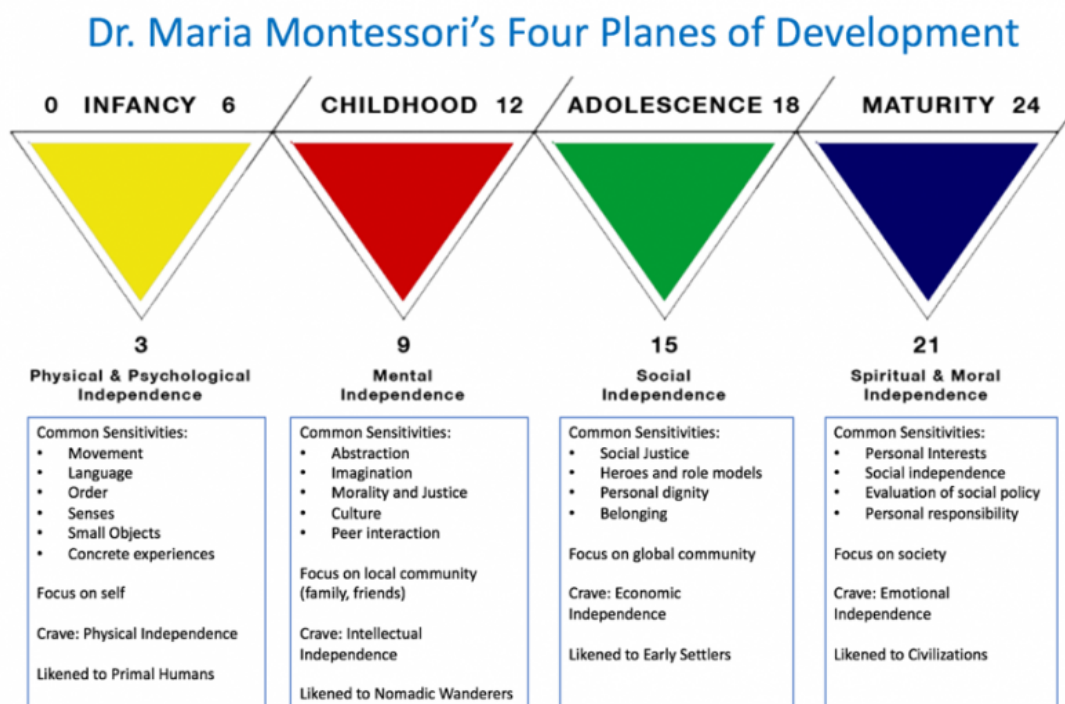 Dr. Maria Montessori's Four Planes of Development
0 INFANCY 6
CHILDHOOD 12
ADOLESCENCE 18
MATURITY 24
3
Physical & Psychological
Independence
Common Sensitivities:
• Movement
• Language
• Order
• Senses
• Small Objects
• Concrete experiences
Focus on self
Crave: Physical Independence
Likened to Primal Humans
9
Mental
Independence
Common Sensitivities:
• Abstraction
• Imagination
• Morality and Justice
• Culture
• Peer interaction
Focus on local community
(family, friends)
Crave: Intellectual
Independence
Likened to Nomadic Wanderers
15
Social
Independence
Common Sensitivities:
• Social Justice
• Heroes and role models
• Personal dignity
• Belonging
Focus on global community
Crave: Economic
Independence
Likened to Early Settlers
21
Spiritual & Moral
Independence
Common Sensitivities:
• Personal Interests
• Social independence
• Evaluation of social policy
• Personal responsibility
Focus on society
Crave: Emotional
Independence
Likened to Civilizations